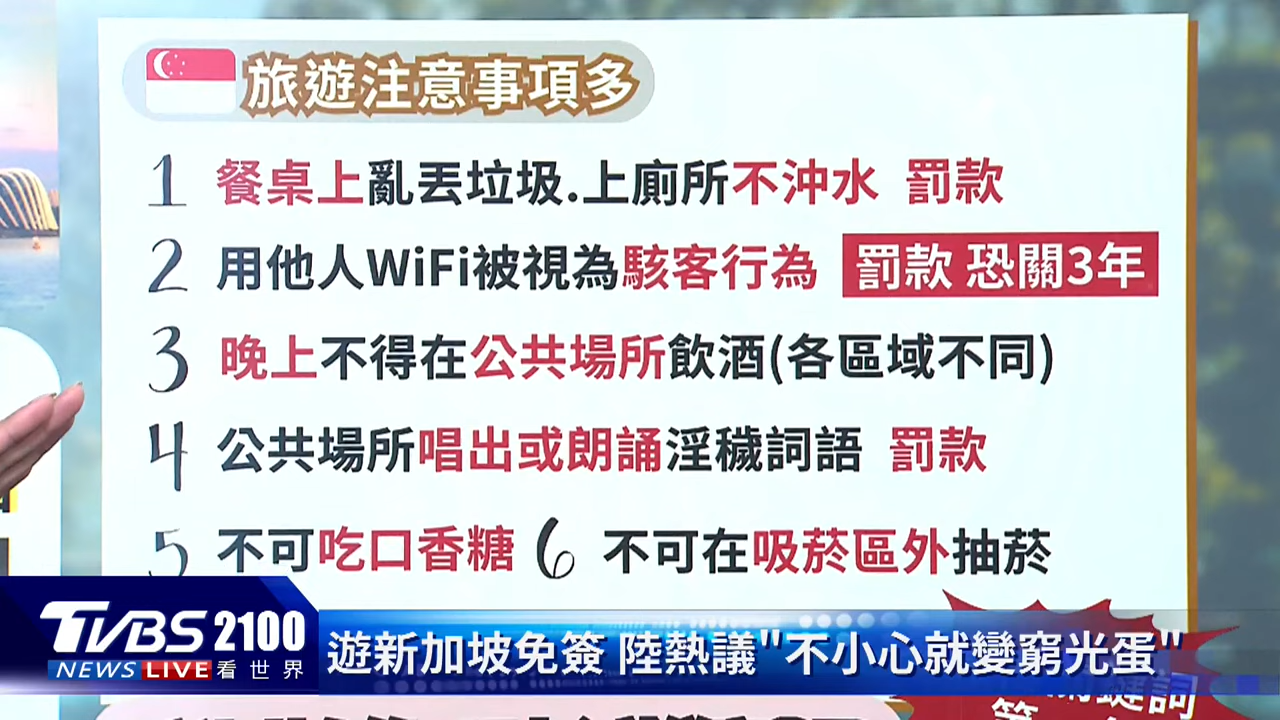 旅遊注意事項多
1 餐桌上亂丟垃圾.上廁所不沖水 罰款
2 用他人WiFi被視為駭客行為 罰款 恐關3年
3 晚上不得在公共場所飲酒(各區域不同)
4 公共場所唱出或朗誦淫穢詞語 罰款
5 不可吃口香糖 6 不可在吸菸區外抽菸
TVBS 2100
NEWS LIVE 看世界
遊新加坡免簽 陸熱議"不小心就變窮光蛋"